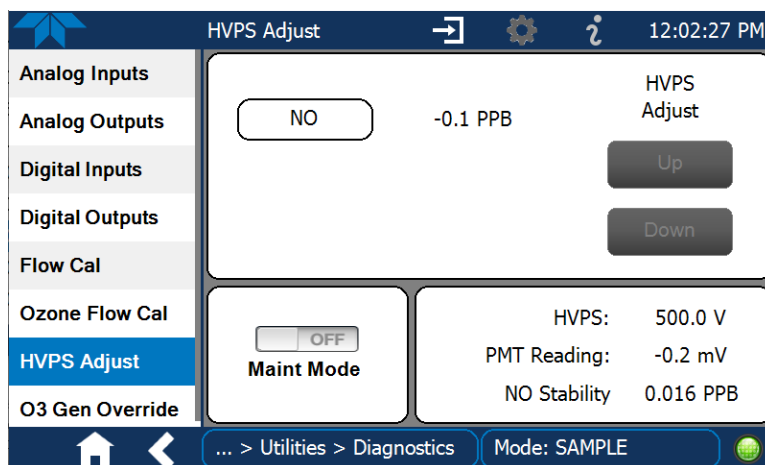 HVPS Adjust
12:02:27 PM
Analog Inputs
Analog Outputs
Digital Inputs
Digital Outputs
Flow Cal
Ozone Flow Cal
HVPS Adjust
O3 Gen Override
NO
-0.1 PPB
HVPS
Adjust
Up
Down
OFF
Maint Mode
HVPS: 500.0 V
PMT Reading: -0.2 mV
NO Stability 0.016 PPB
... > Utilities > Diagnostics
Mode: SAMPLE